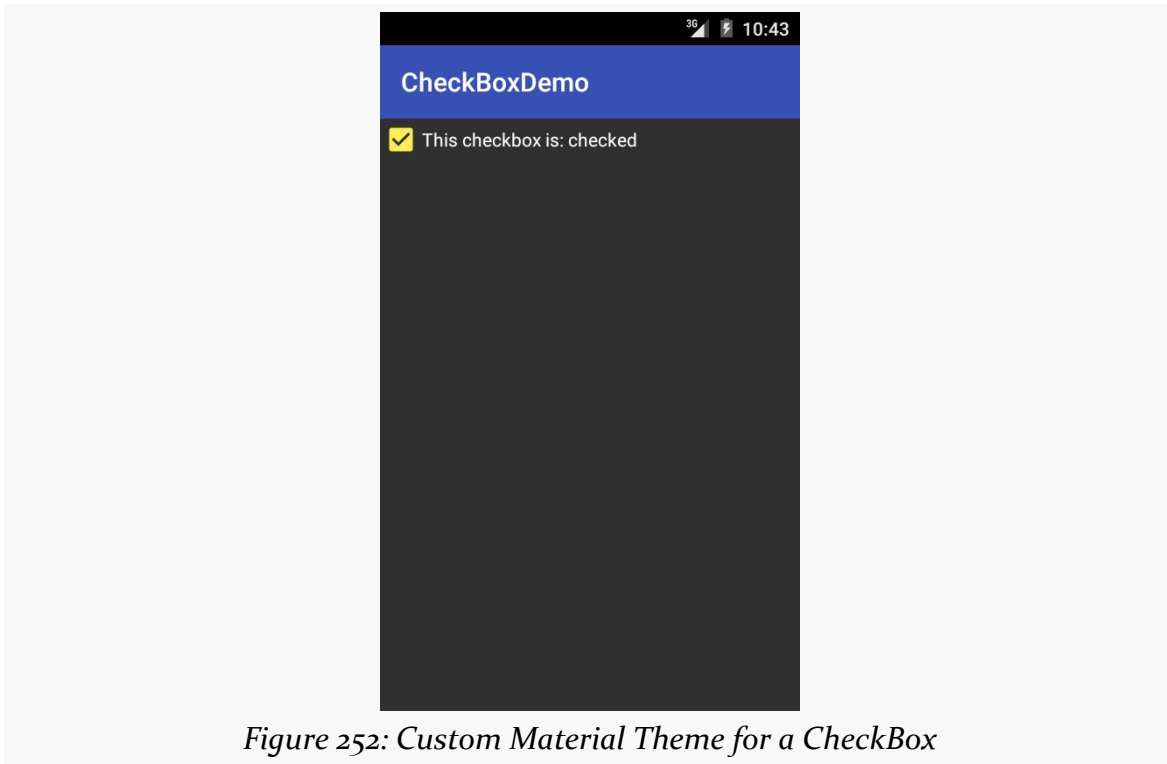 3G 10:43
CheckBoxDemo
This checkbox is: checked
Figure 252: Custom Material Theme for a CheckBox